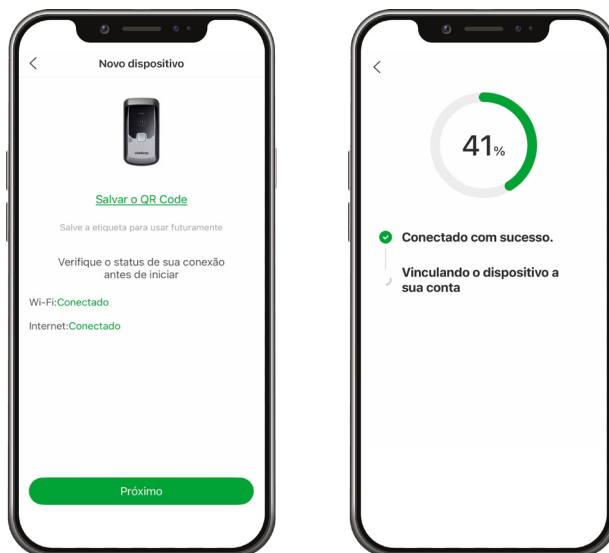 Novo dispositivo
Salvar o QR Code
Salve a etiqueta para usar futuramente
Verifique o status de sua conexão
antes de iniciar
Wi-Fi:Conectado
Internet:Conectado
Próximo
41%
Conectado com sucesso.
Vinculando o dispositivo a
sua conta